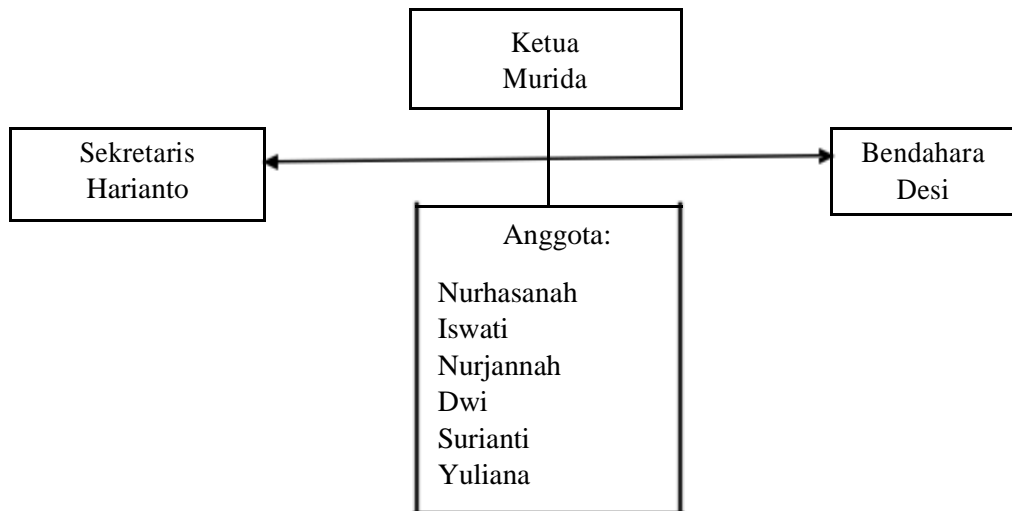 Ketua
Murida
Sekretaris
Harianto
Bendahara
Desi
Anggota:
Nurhasanah
Iswati
Nurjannah
Dwi
Surianti
Yuliana